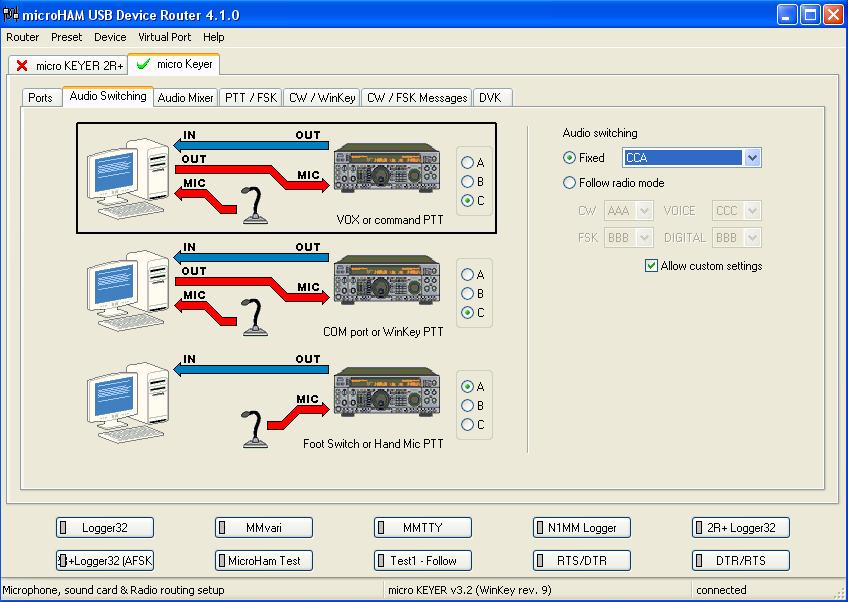 microHAM USB Device Router 4.1.0
Router Preset Device Virtual Port Help
micro KEYER 2R+ micro Keyer
Ports Audio Switching Audio Mixer PTT / FSK CW / WinKey CW / FSK Messages DVK
IN OUT
OUT
MIC
MIC
A
B
C
VOX or command PTT
IN OUT
OUT
MIC
MIC
A
B
C
COM port or WinKey PTT
IN OUT
MIC
A
B
C
Foot Switch or Hand Mic PTT
Audio switching
Fixed CCA
Follow radio mode
CW AAA VOICE CCC
FSK BBB DIGITAL BBB
Allow custom settings
Logger32 MMvari MMTTY N1MM Logger 2R+ Logger32
+Logger32 (AFSK MicroHam Test Test1 - Follow RTS/DTR DTR/RTS
Microphone, sound card & Radio routing setup micro KEYER v3.2 (WinKey rev. 9) connected